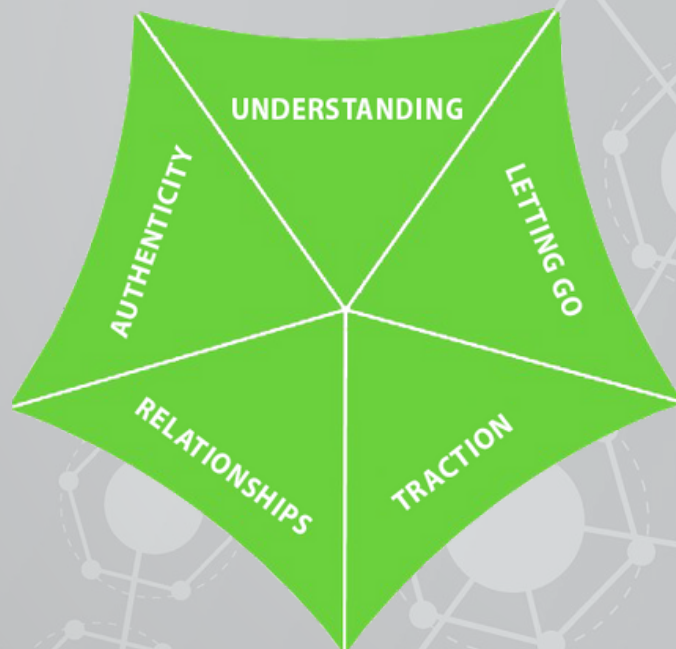 UNDERSTANDING
LETTING GO
TRACTION
RELATIONSHIPS
AUTHENTICITY